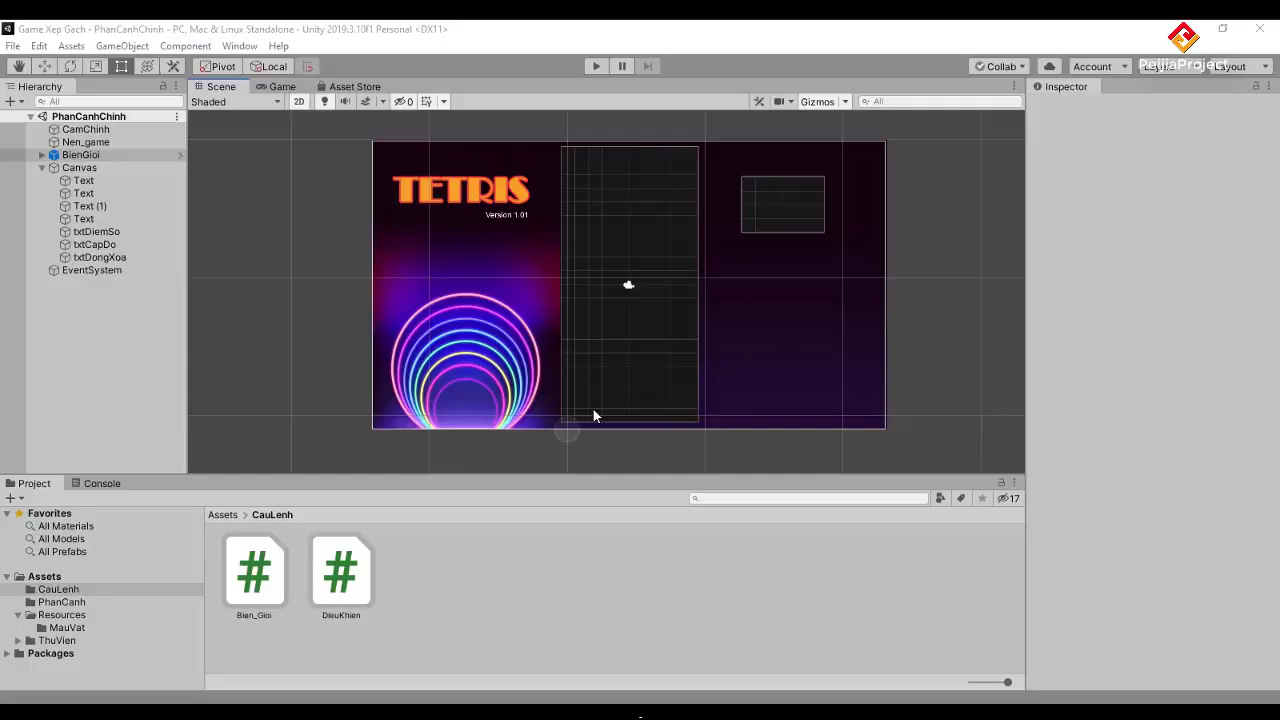 Game Xep Gach - PhanCanhChinh - PC, Mac & Linux Standalone - Unity 2019.3.10f1 Personal <DX11>
File Edit Assets GameObject Component Window Help
Pivot Local Collab Account Layers Layout
DeijiaProject
Hierarchy
All
PhanCanhChinh
CamChinh
Nen_game
BienGioi
Canvas
Text
Text
Text (1)
Text
txtDiemSo
txtCapDo
txtDongXoa
EventSystem
Scene Game Asset Store
Shaded 2D 0 Gizmos All
TETRIS
Version 1.01
Inspector
Project Console
17
Favorites
All Materials
All Models
All Prefabs
Assets
CauLenh
PhanCanh
Resources
MauVat
ThuVien
Packages
Assets > CauLenh
#
#
Bien_Gioi
DieuKhien